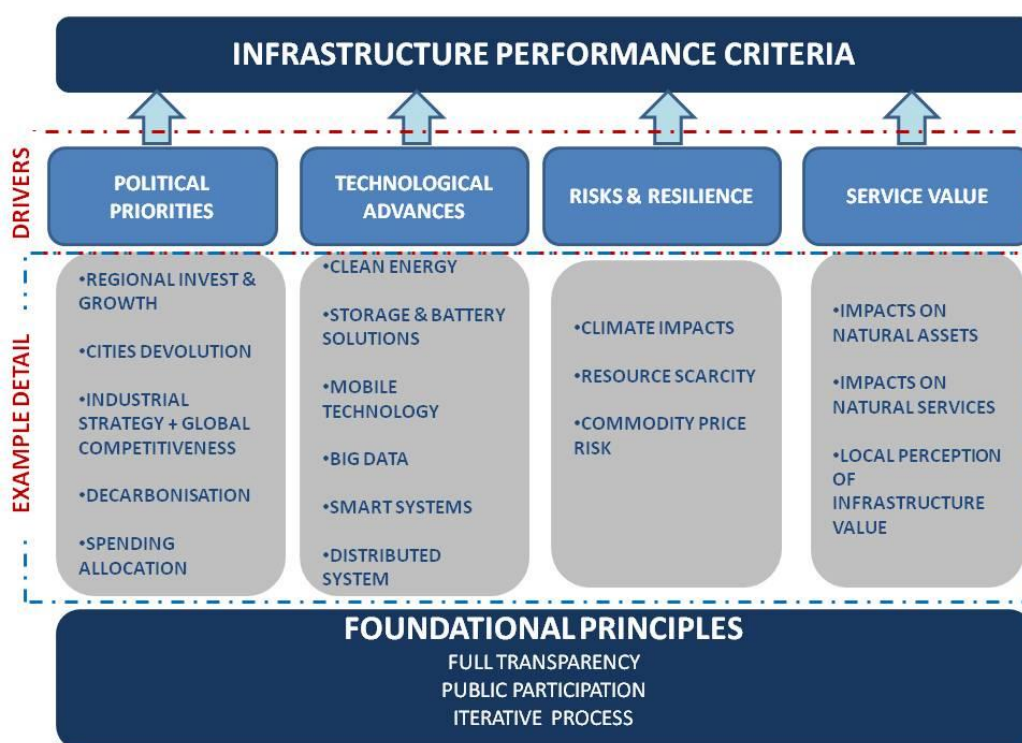 INFRASTRUCTURE PERFORMANCE CRITERIA
DRIVERS
POLITICAL
PRIORITIES
TECHNOLOGICAL
ADVANCES
RISKS & RESILIENCE
SERVICE VALUE
EXAMPLE DETAIL
•REGIONAL INVEST &
GROWTH
•CITIES DEVOLUTION
•INDUSTRIAL
STRATEGY + GLOBAL
COMPETITIVENESS
•DECARBONISATION
•SPENDING
ALLOCATION
•CLEAN ENERGY
•STORAGE & BATTERY
SOLUTIONS
•MOBILE
TECHNOLOGY
•BIG DATA
•SMART SYSTEMS
•DISTRIBUTED
SYSTEM
•CLIMATE IMPACTS
•RESOURCE SCARCITY
•COMMODITY PRICE
RISK
•IMPACTS ON
NATURAL ASSETS
•IMPACTS ON
NATURAL SERVICES
•LOCAL PERCEPTION
OF
INFRASTRUCTURE
VALUE
FOUNDATIONAL PRINCIPLES
FULL TRANSPARENCY
PUBLIC PARTICIPATION
ITERATIVE PROCESS